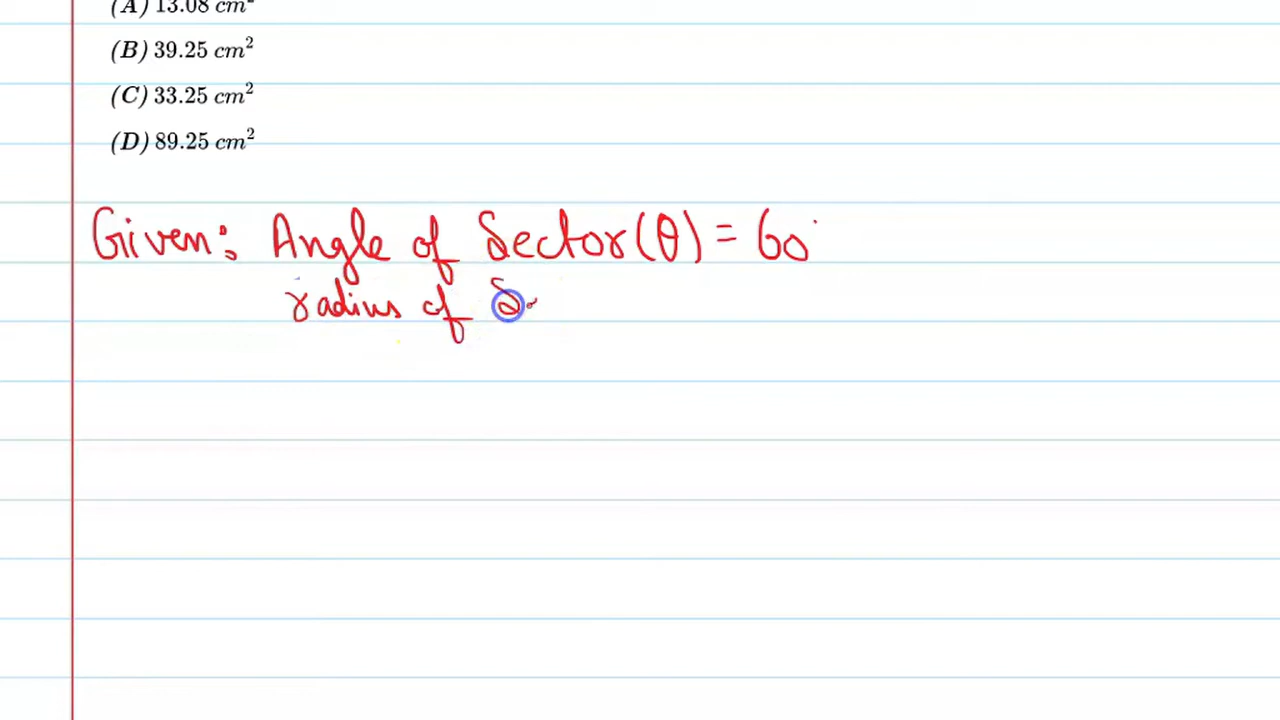 (A) 13.08 cm²
(B) 39.25 cm²
(C) 33.25 cm²
(D) 89.25 cm²
Given: Angle of Sector(θ) = 60°
radius of S